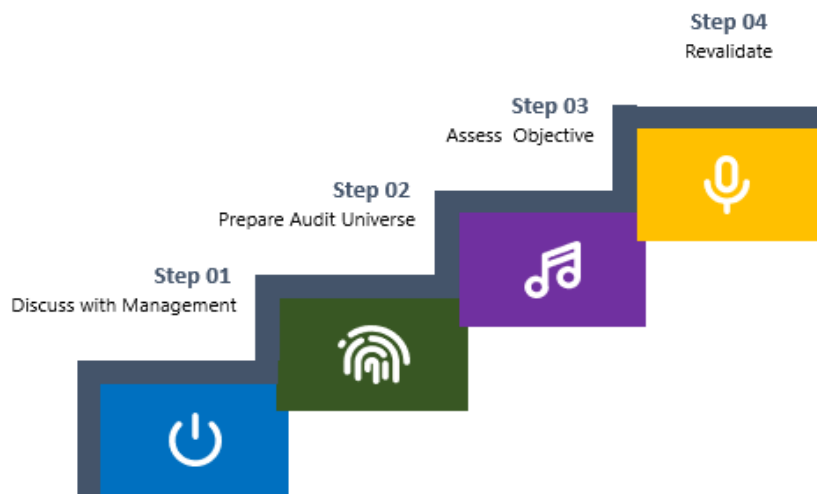 Step 01
Discuss with Management
Step 02
Prepare Audit Universe
Step 03
Assess  Objective
Step 04
Revalidate